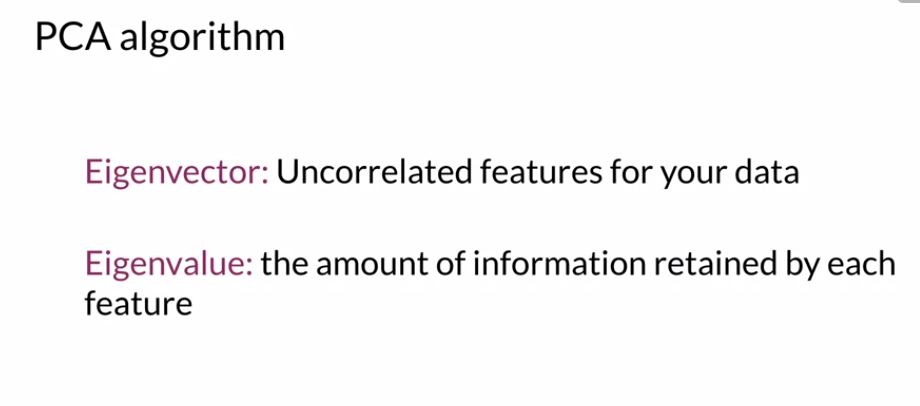 PCA algorithm
Eigenvector: Uncorrelated features for your data
Eigenvalue: the amount of information retained by each
feature